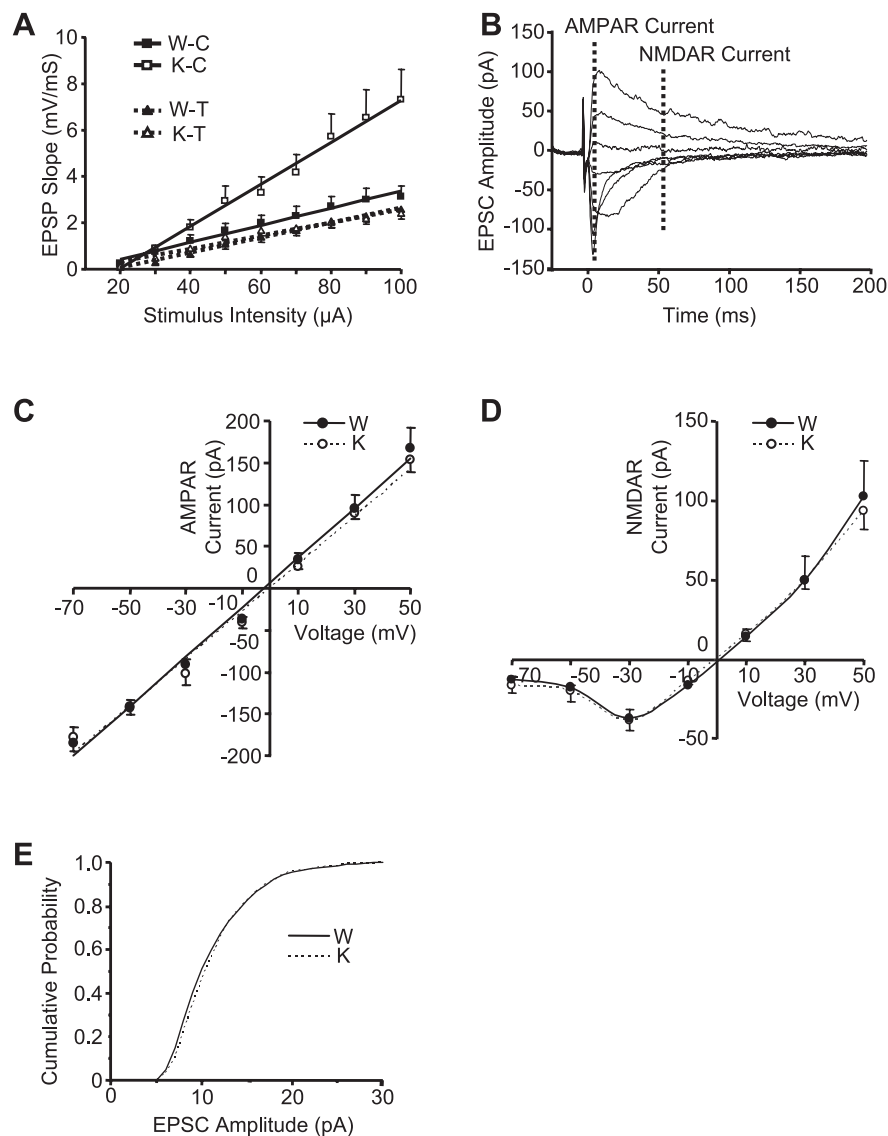 A
EPSP Slope (mV/mS)
10
8
6
4
2
0
W-C
K-C
W-T
K-T
20 40 60 80 100
Stimulus Intensity (µA)
B
AMPAR Current
NMDAR Current
EPSC Amplitude (pA)
150
100
50
0
-50
-100
-150
0 50 100 150 200
Time (ms)
C
AMPAR
Current (pA)
200
150
100
50
0
W
K
-70 -50 -30 -10
10 30 50
Voltage (mV)
-50
-100
-150
-200
D
NMDAR
Current (pA)
150
100
50
0
W
K
-70 -50 -30 -10
10 30 50
Voltage (mV)
-50
E
Cumulative Probability
1.0
0.8
0.6
0.4
0.2
0
W
K
0 10 20 30
EPSC Amplitude (pA)